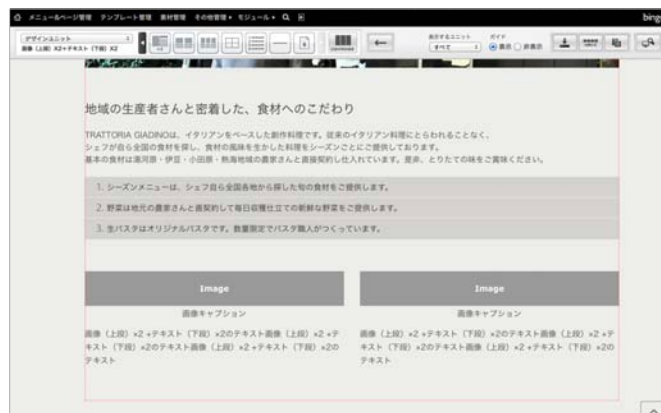 メニュー&ページ管理 テンプレート管理 素材管理 その他管理 モジュール
bing
デザインユニット
画像（上段）X2+テキスト（下段）X2
表示するユニット
すべて
ガイド
表示 非表示
地域の生産者さんと密着した、食材へのこだわり
TRATTORIA GIADINOは、イタリアンをベースした創作料理です。従来のイタリアン料理にとらわれることなく、
シェフが自ら全国の食材を探し、食材の風味を生かした料理をシーズンごとにご提供しております。
基本の食材は湯河原・伊豆・小田原・熱海地域の農家さんと直接契約し仕入れています。是非、とりたての味をご賞味ください。
1. シーズンメニューは、シェフ自ら全国各地から探した旬の食材をご提供します。
2. 野菜は地元の農家さんと直契約して毎日収穫仕立ての新鮮な野菜をご提供します。
3. 生パスタはオリジナルパスタです。数量限定でパスタ職人がつくっています。
Image Image
画像キャプション 画像キャプション
画像（上段）×2 +テキスト（下段）×2のテキスト画像（上段）×2 +テ
キスト（下段）×2のテキスト画像（上段）×2 +テキスト（下段）×2の
テキスト
画像（上段）×2 +テキスト（下段）×2のテキスト画像（上段）×2 +テ
キスト（下段）×2のテキスト画像（上段）×2 +テキスト（下段）×2の
テキスト